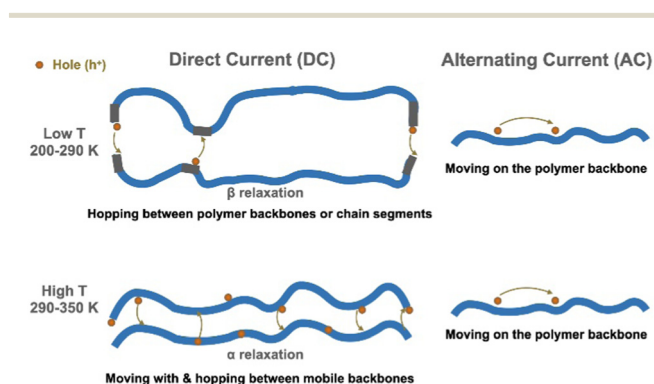 Direct Current (DC)
Alternating Current (AC)
Hole (h⁺)
Low T
200-290 K
β relaxation
Hopping between polymer backbones or chain segments
Moving on the polymer backbone
High T
290-350 K
α relaxation
Moving with & hopping between mobile backbones
Moving on the polymer backbone